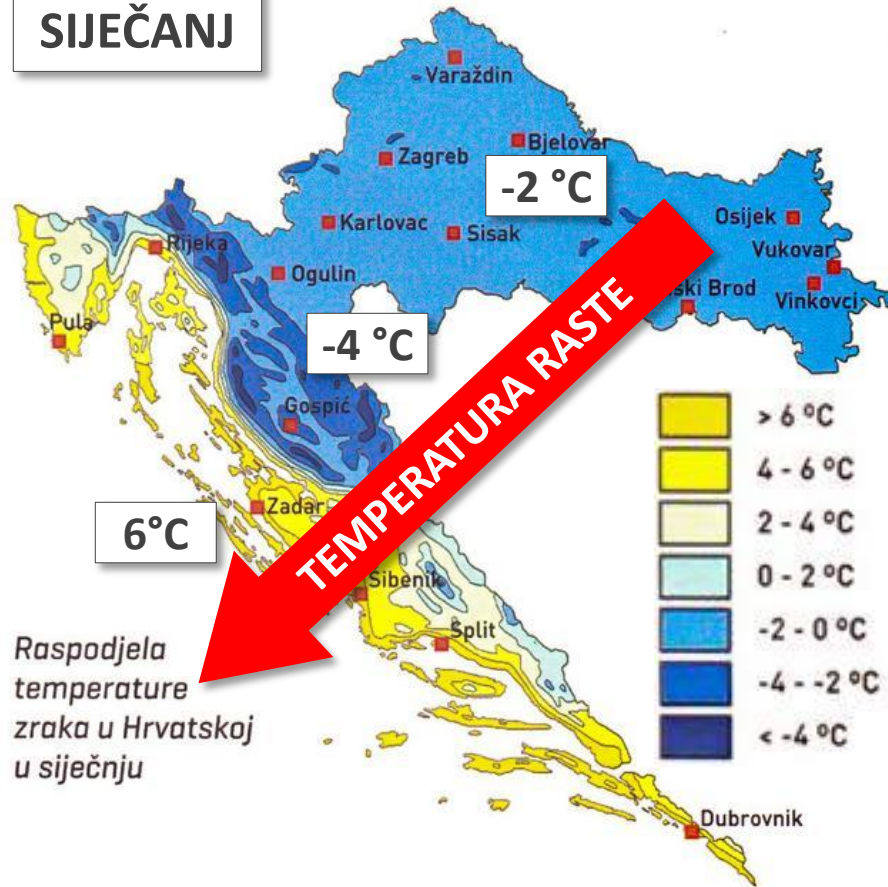 SIJEČANJ
Varaždin
Bjelovar
Zagreb
-2 °C
Karlovac
Sisak
Osijek
Rijeka
Vukovar
Ogulin
Vinkovci
ski Brod
Pula
-4 °C
Gospić
TEMPERATURA RASTE
Zadar
6°C
Sibenik
Split
Dubrovnik
> 6 °C
4 - 6 °C
2 - 4 °C
0 - 2 °C
-2 - 0 °C
-4 - -2 °C
< -4 °C
Raspodjela
temperature
zraka u Hrvatskoj
u siječnju